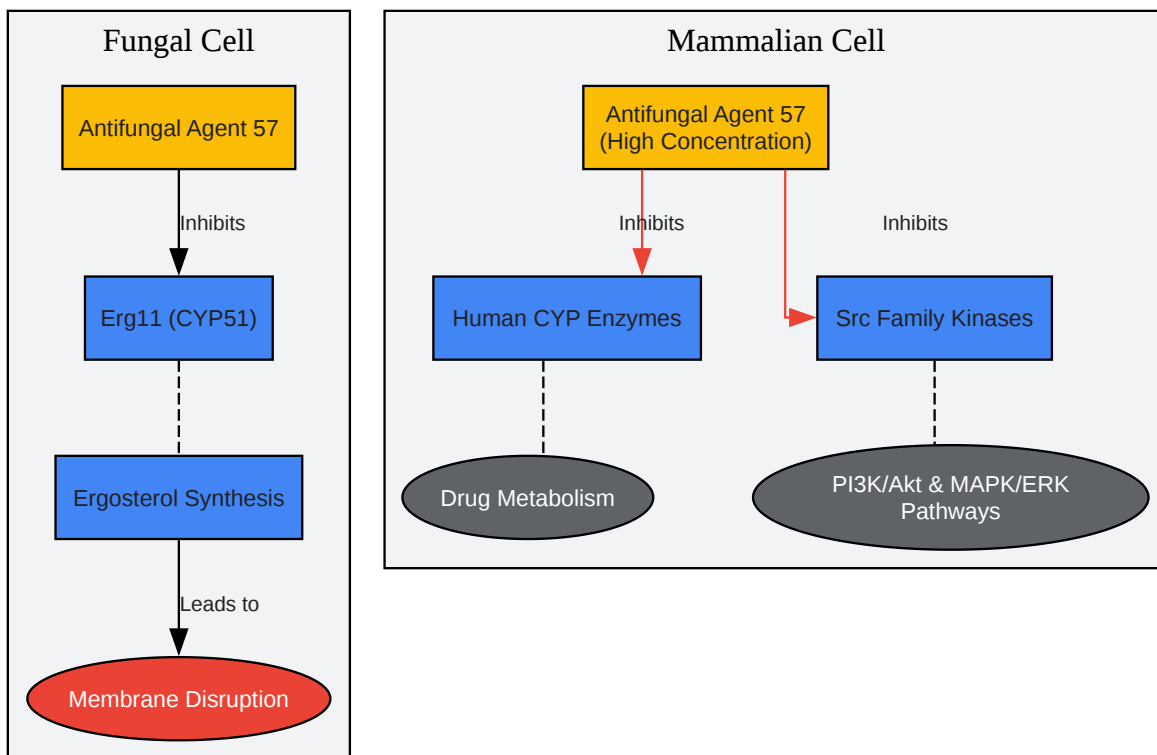 Fungal Cell
Antifungal Agent 57
Inhibits
Erg11 (CYP51)
Ergosterol Synthesis
Leads to
Membrane Disruption
Mammalian Cell
Antifungal Agent 57
(High Concentration)
Inhibits
Inhibits
Human CYP Enzymes
Src Family Kinases
Drug Metabolism
PI3K/Akt & MAPK/ERK
Pathways